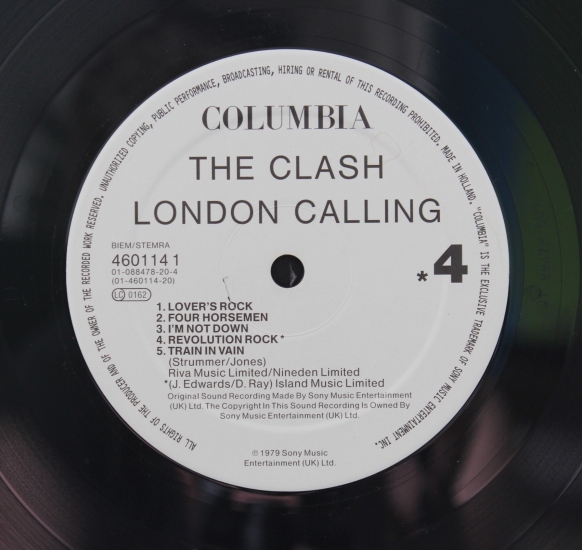 ALL RIGHTS OF THE PRODUCER AND OF THE OWNER OF THE RECORDED WORK RESERVED. UNAUTHORIZED COPYING, PUBLIC PERFORMANCE, BROADCASTING, HIRING OR RENTAL OF THIS RECORDING PROHIBITED. MADE IN HOLLAND. "COLUMBIA" IS THE EXCLUSIVE TRADEMARK OF SONY MUSIC ENTERTAINMENT INC.
COLUMBIA
THE CLASH
LONDON CALLING
BIEM/STEMRA
460114 1
01-088478-20-4
(01-460114-20)
LC 0162
*4
1. LOVER'S ROCK
2. FOUR HORSEMEN
3. I'M NOT DOWN
4. REVOLUTION ROCK*
5. TRAIN IN VAIN
(Strummer/Jones)
Riva Music Limited/Nineden Limited
*(J. Edwards/D. Ray) Island Music Limited
Original Sound Recording Made By Sony Music Entertainment
(UK) Ltd. The Copyright In This Sound Recording Is Owned By
Sony Music Entertainment (UK) Ltd.
℗ 1979 Sony Music
Entertainment (UK) Ltd.